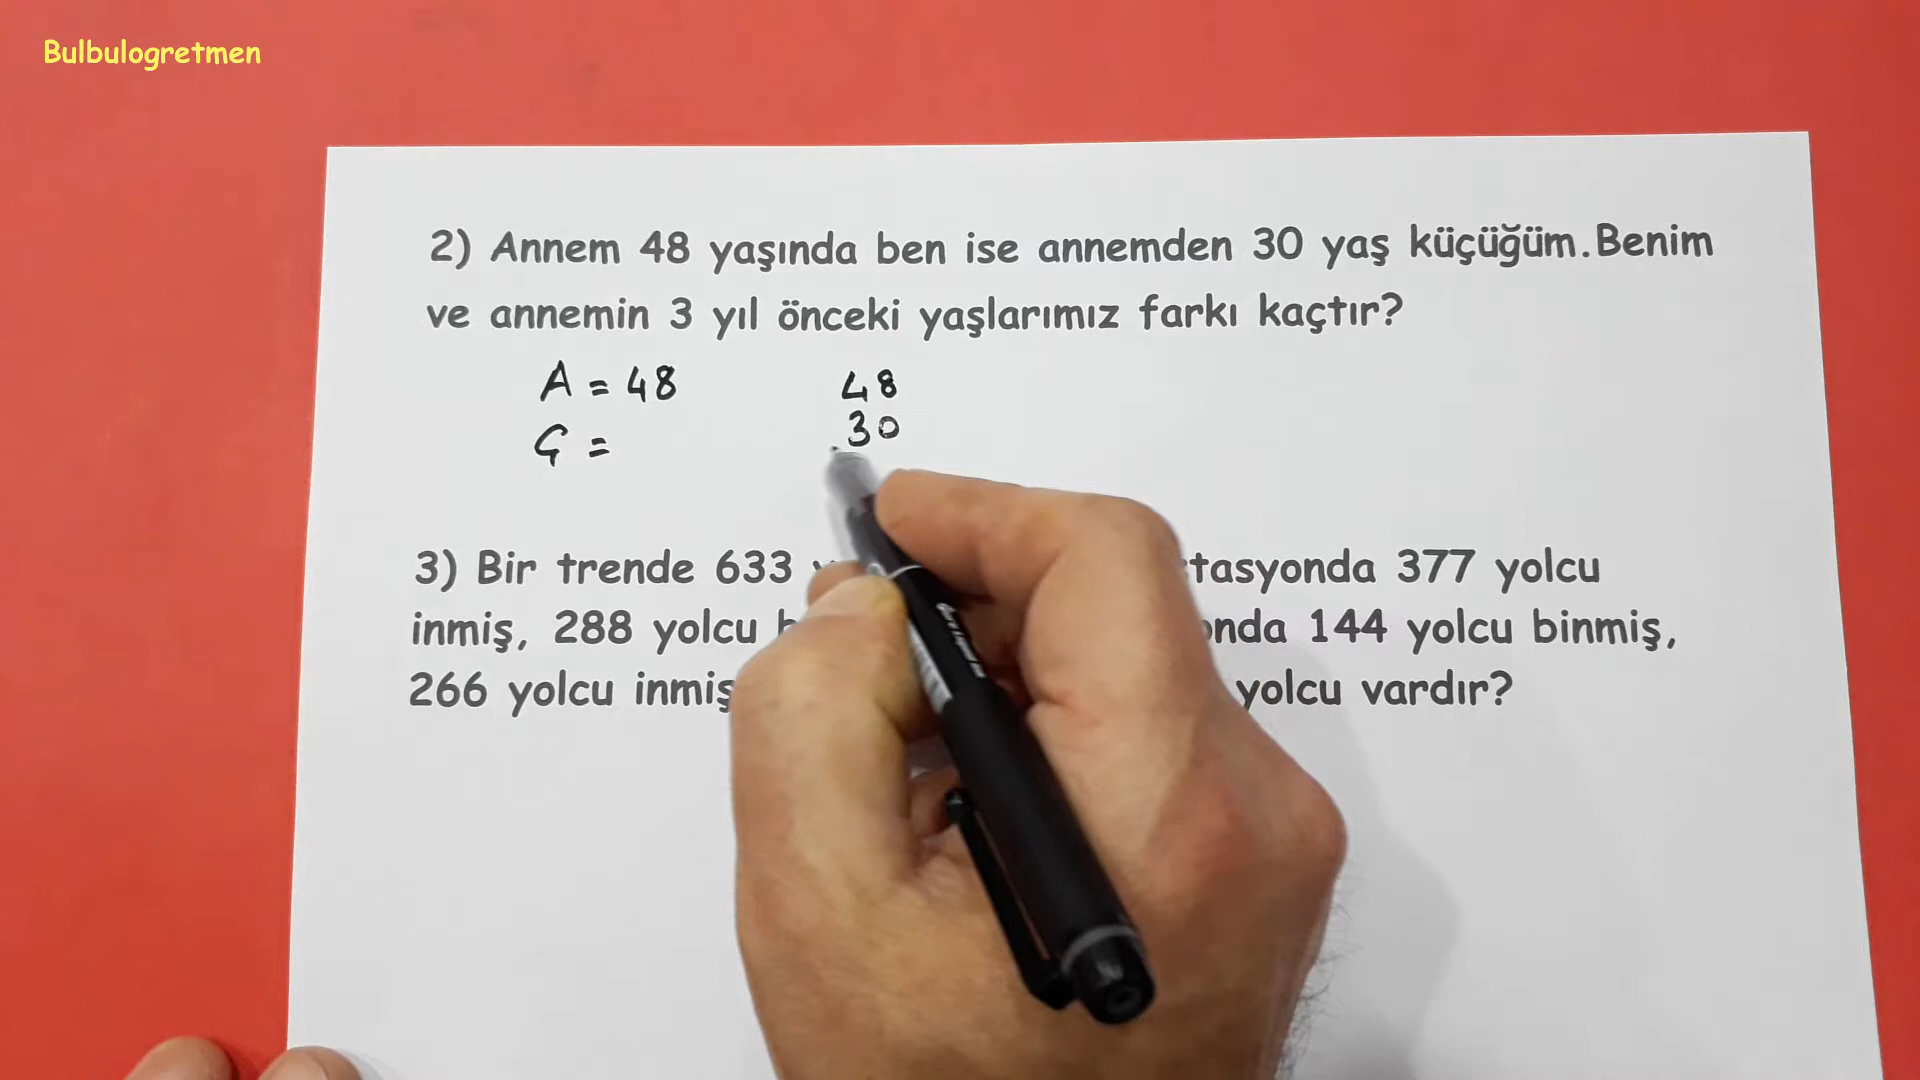 Bulbulogretmen
2) Annem 48 yaşında ben ise annemden 30 yaş küçüğüm.Benim
ve annemin 3 yıl önceki yaşlarımız farkı kaçtır?
A = 48
48
Ç =
30
3) Bir trende 633 tasyonda 377 yolcu
inmiş, 288 yolcu onda 144 yolcu binmiş,
266 yolcu inmiş yolcu vardır?